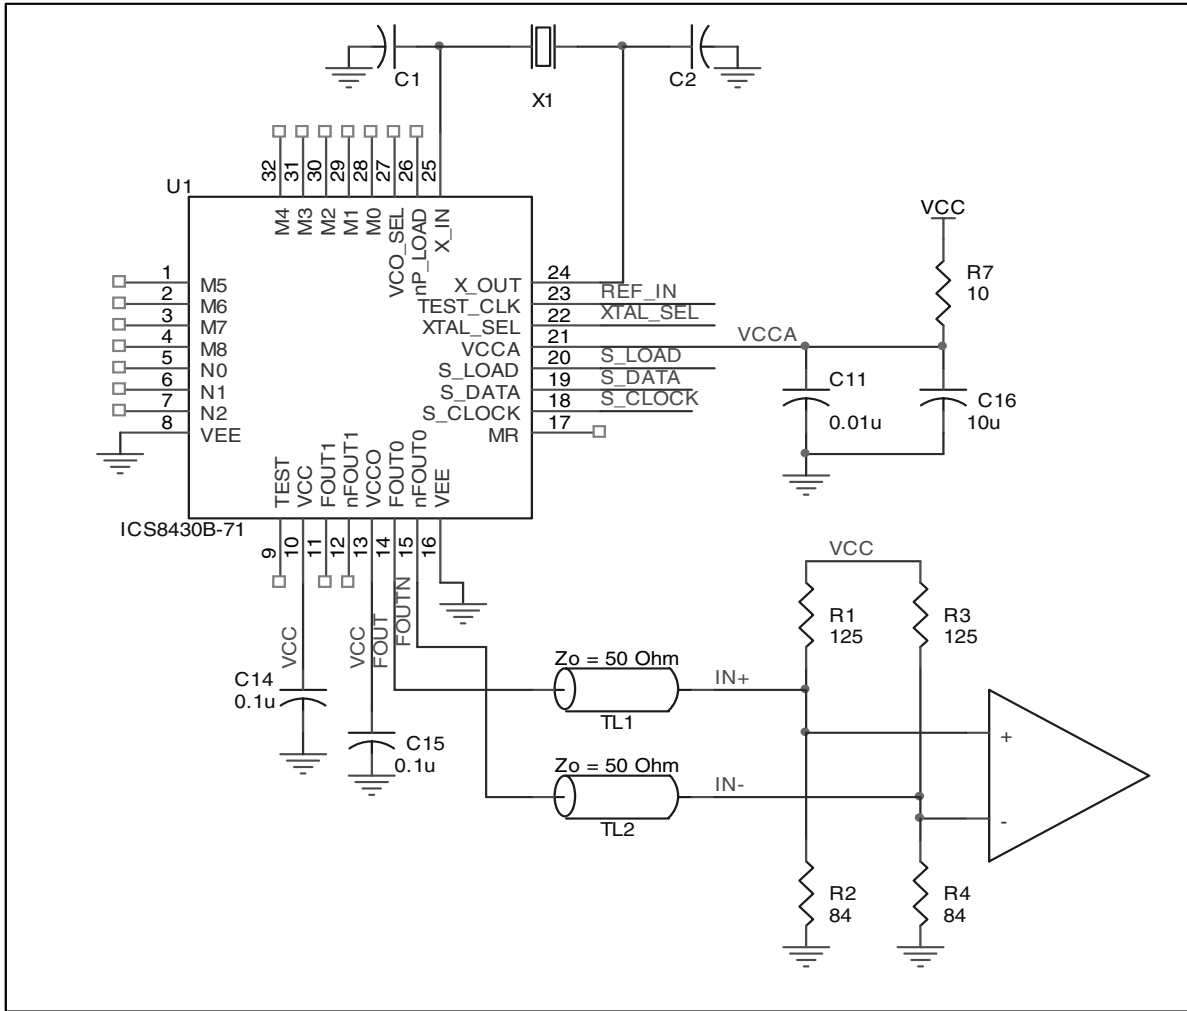 C1
X1
C2
32
31
30
29
28
27
26
25
U1
M4
M3
M2
M1
M0
VCO_SEL
nP_LOAD
X_IN
VCC
R7
10
1
2
3
4
5
6
7
8
M5
M6
M7
M8
N0
N1
N2
VEE
X_OUT
TEST_CLK
XTAL_SEL
VCCA
S_LOAD
S_DATA
S_CLOCK
MR
24
23
22
21
20
19
18
17
REF_IN
XTAL_SEL
VCCA
S_LOAD
S_DATA
S_CLOCK
C11
0.01u
C16
10u
TEST
VCC
FOUT1
nFOUT1
VCCO
FOUT0
nFOUT0
VEE
ICS8430B-71
9
10
11
12
13
14
15
16
VCC
VCC
FOUT
FOUTN
C14
0.1u
C15
0.1u
VCC
R1
125
R3
125
Zo = 50 Ohm
TL1
IN+
Zo = 50 Ohm
TL2
IN-
+
-
R2
84
R4
84